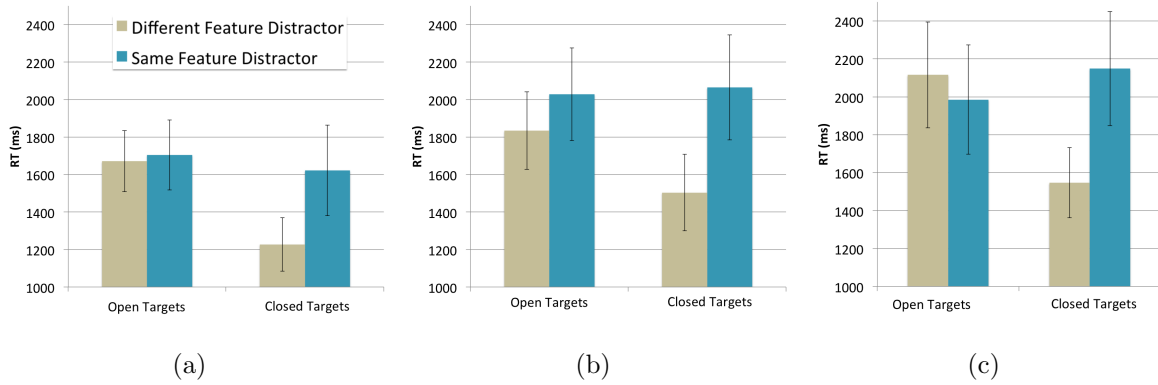 2400
2200
2000
1800
1600
1400
1200
1000
RT (ms)
Different Feature Distractor
Same Feature Distractor
Open Targets Closed Targets
(a)
2400
2200
2000
1800
1600
1400
1200
1000
RT (ms)
Open Targets Closed Targets
(b)
2400
2200
2000
1800
1600
1400
1200
1000
RT (ms)
Open Targets Closed Targets
(c)